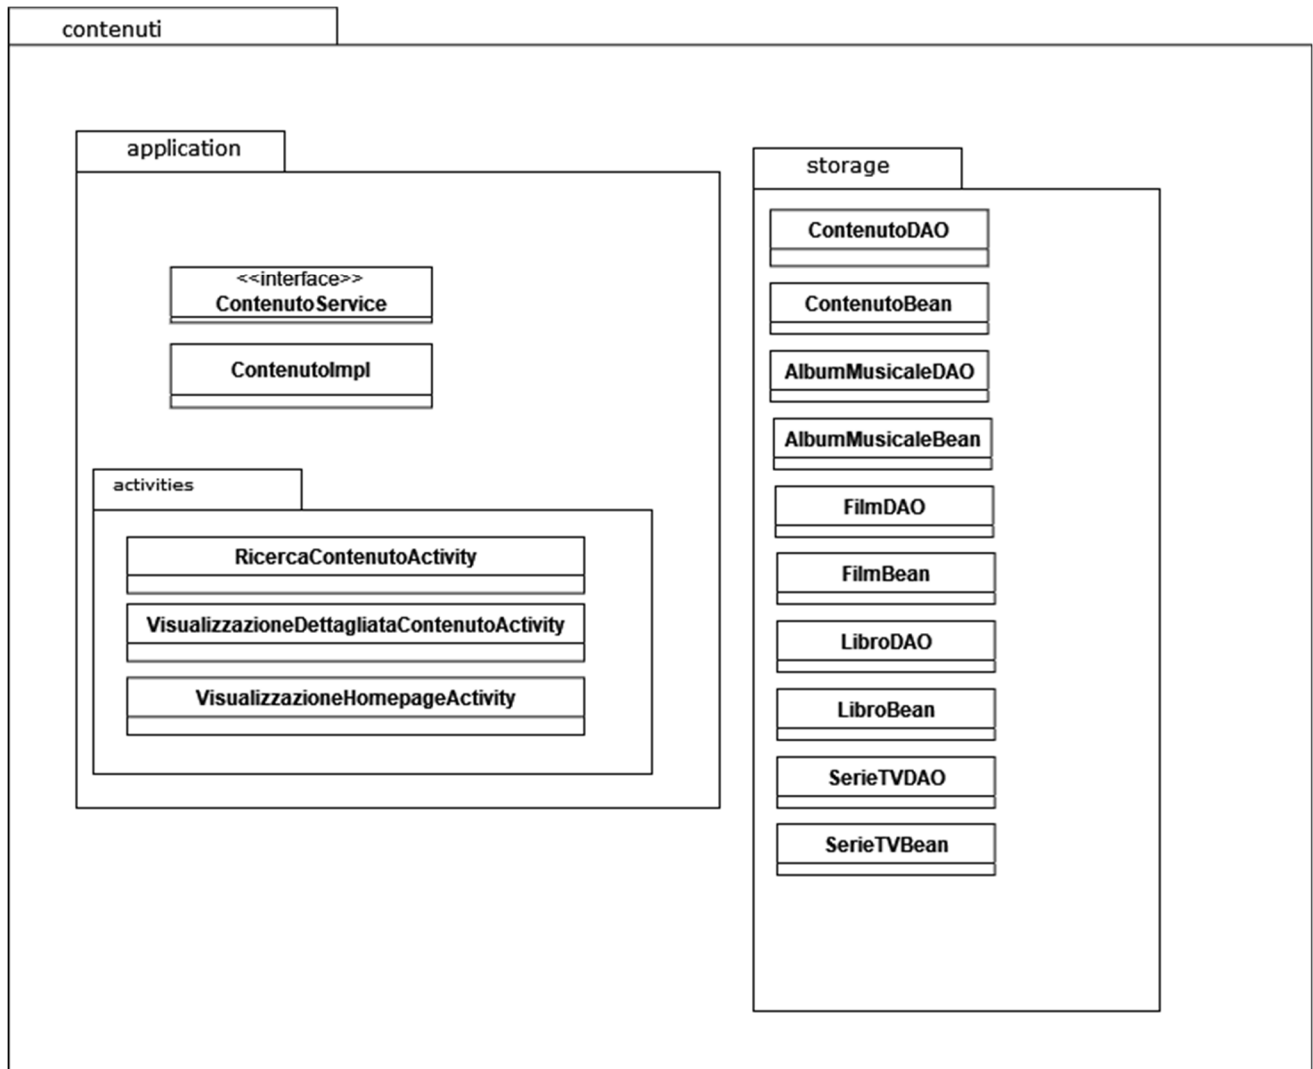 contenuti
application
<<interface>>
ContenutoService
ContenutoImpl
activities
RicercaContenutoActivity
VisualizzazioneDettagliataContenutoActivity
VisualizzazioneHomepageActivity
storage
ContenutoDAO
ContenutoBean
AlbumMusicaleDAO
AlbumMusicaleBean
FilmDAO
FilmBean
LibroDAO
LibroBean
SerieTVDAO
SerieTVBean